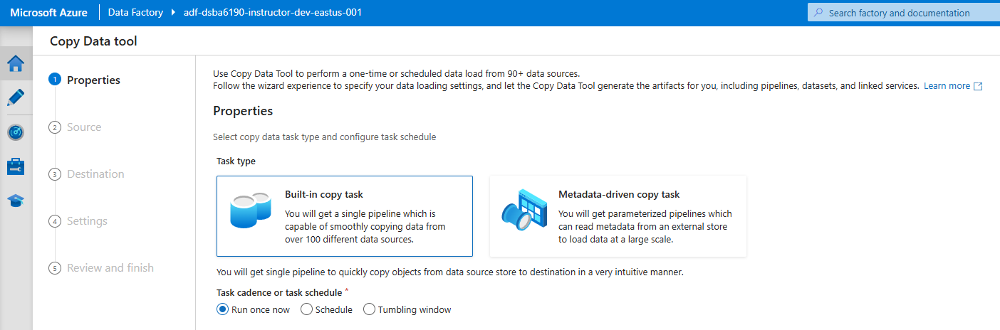 Microsoft Azure
Data Factory
adf-dsba6190-instructor-dev-eastus-001
Search factory and documentation
Copy Data tool
1 Properties
2 Source
3 Destination
4 Settings
5 Review and finish
Use Copy Data Tool to perform a one-time or scheduled data load from 90+ data sources.
Follow the wizard experience to specify your data loading settings, and let the Copy Data Tool generate the artifacts for you, including pipelines, datasets, and linked services. Learn more
Properties
Select copy data task type and configure task schedule
Task type
Built-in copy task
You will get a single pipeline which is
capable of smoothly copying data from
over 100 different data sources.
Metadata-driven copy task
You will get parameterized pipelines which
can read metadata from an external store
to load data at a large scale.
You will get single pipeline to quickly copy objects from data source store to destination in a very intuitive manner.
Task cadence or task schedule *
Run once now
Schedule
Tumbling window